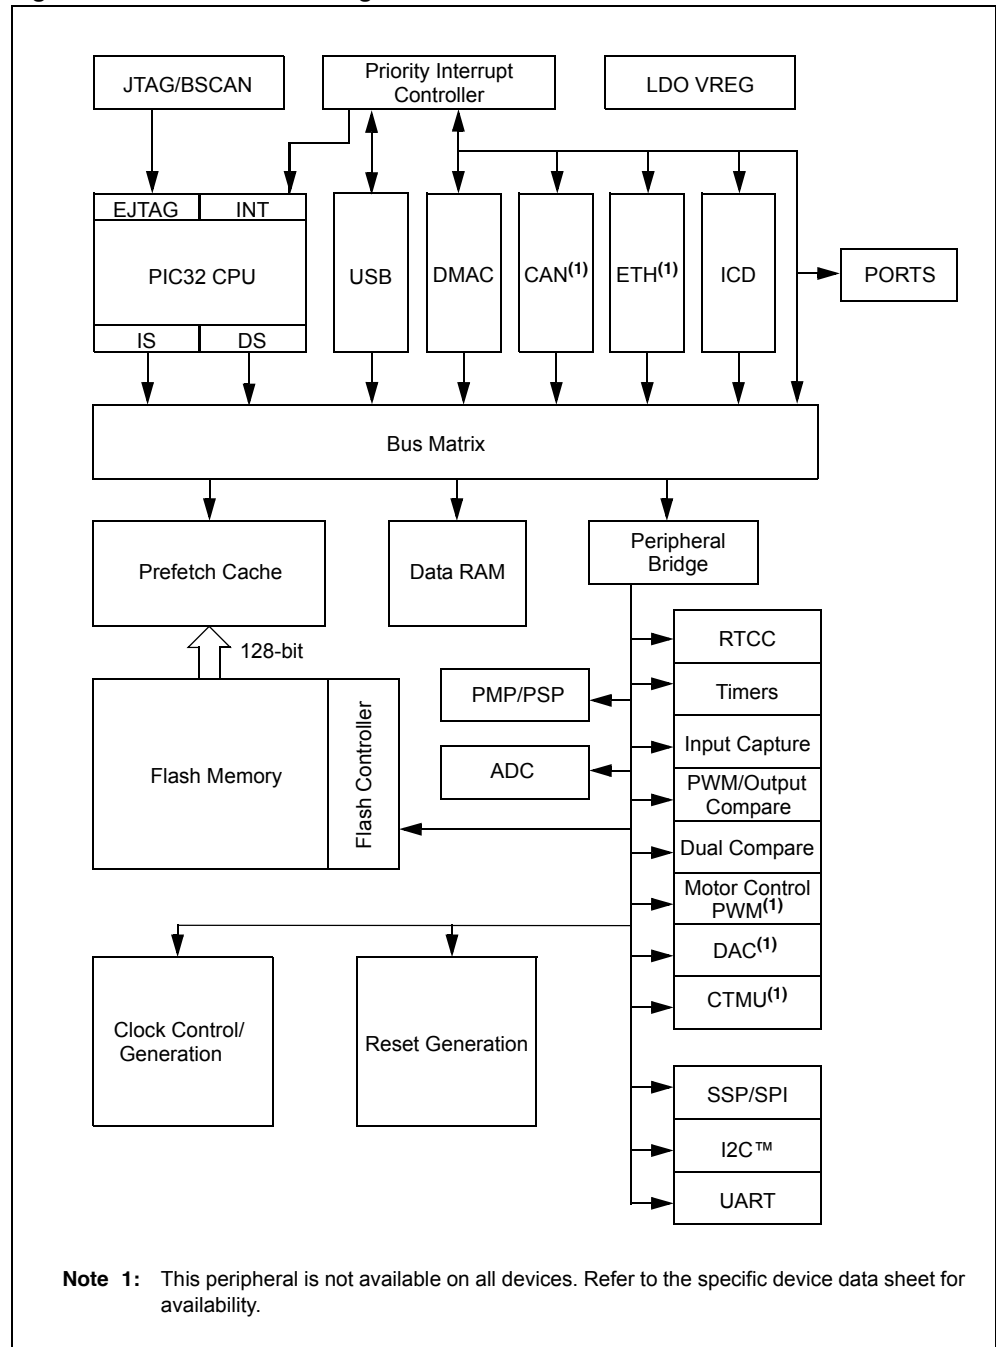 JTAG/BSCAN
Priority Interrupt
Controller
LDO VREG
EJTAG
INT
PIC32 CPU
IS
DS
USB
DMAC
CAN(1)
ETH(1)
ICD
PORTS
Bus Matrix
Prefetch Cache
Data RAM
Peripheral
Bridge
128-bit
Flash Memory
Flash Controller
PMP/PSP
ADC
RTCC
Timers
Input Capture
PWM/Output
Compare
Dual Compare
Motor Control
PWM(1)
DAC(1)
CTMU(1)
Clock Control/
Generation
Reset Generation
SSP/SPI
I2C™
UART
Note 1: This peripheral is not available on all devices. Refer to the specific device data sheet for
availability.